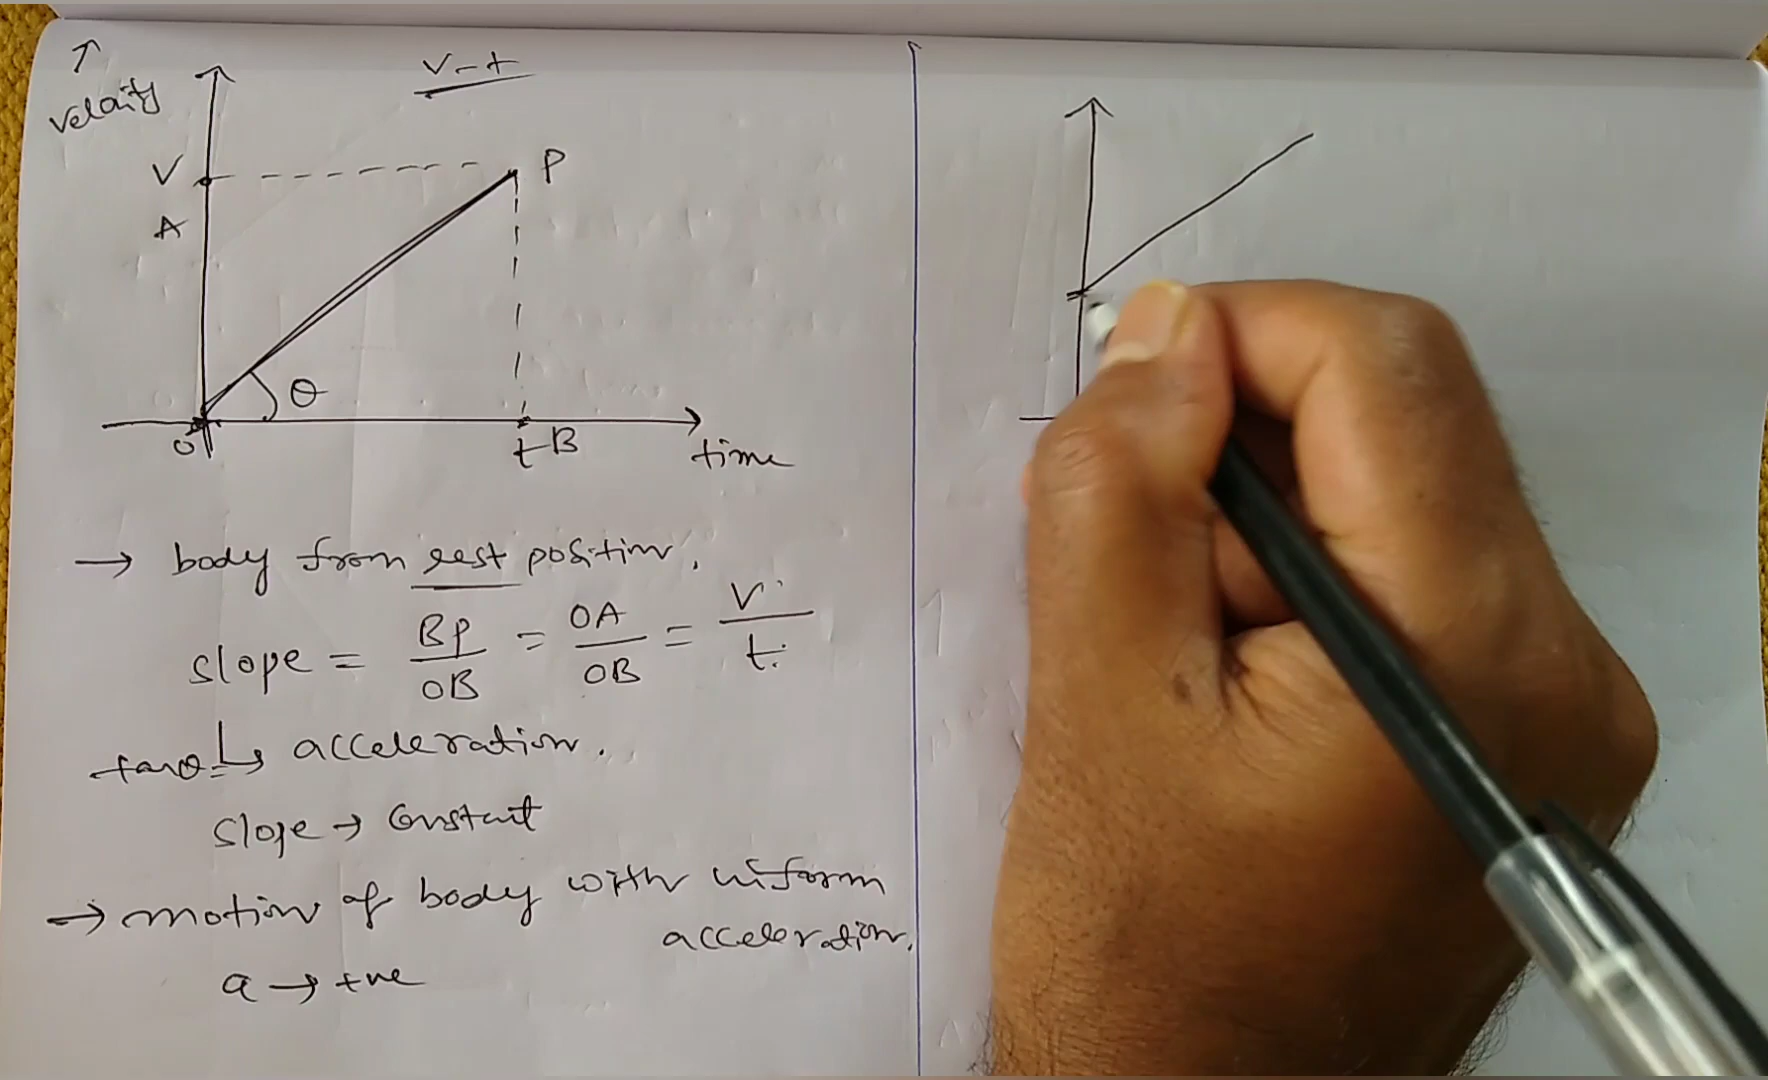 v-t
↑
velocity
V
P
A
θ
O
t
B
time
→ body from rest position.
slope = BP/OB = OA/OB = V/t.
tanθ ↳ acceleration.
Slope → Constant
→ motion of body with uniform
acceleration.
a → +ve